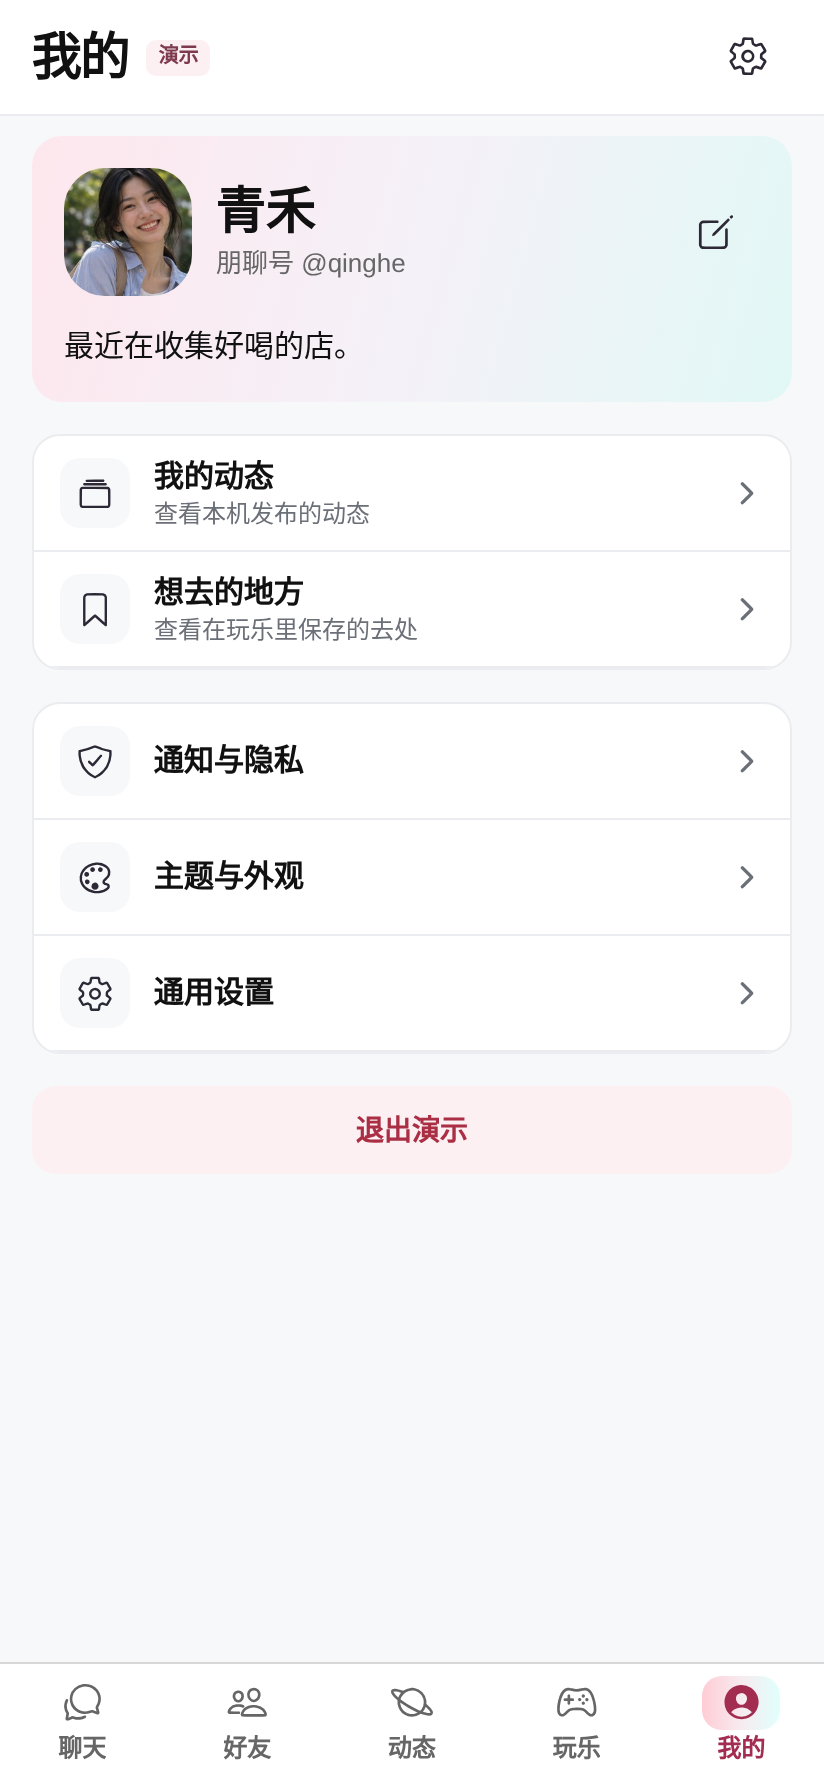 我的 演示
青禾
朋聊号 @qinghe
最近在收集好喝的店。
我的动态
查看本机发布的动态
想去的地方
查看在玩乐里保存的去处
通知与隐私
主题与外观
通用设置
退出演示
聊天 好友 动态 玩乐 我的